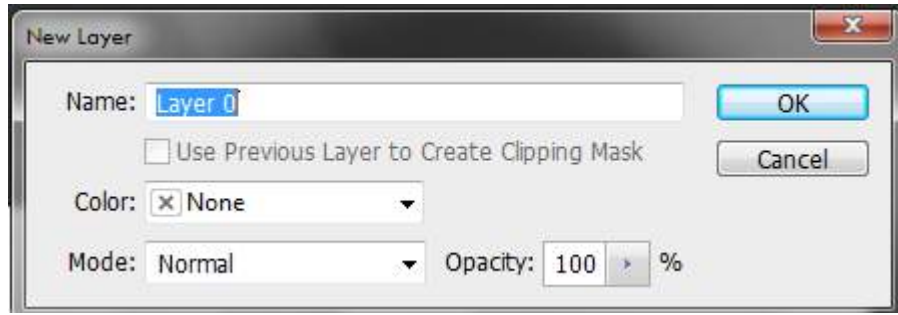 New Layer
Name: Layer 0 OK
Use Previous Layer to Create Clipping Mask
Cancel
Color: None
Mode: Normal Opacity: 100 %